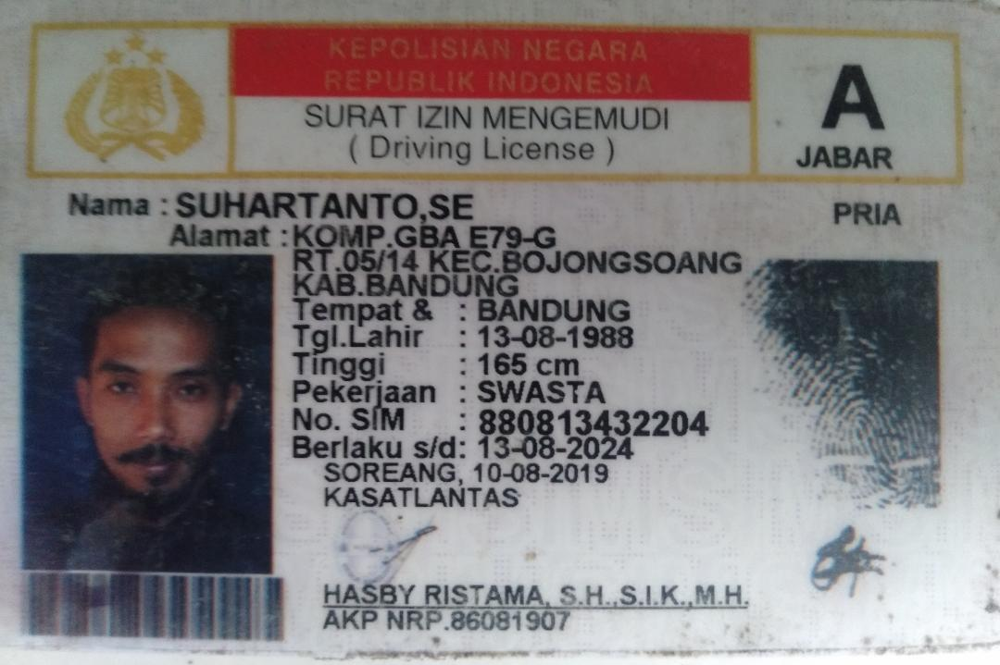 KEPOLISIAN NEGARA
REPUBLIK INDONESIA
SURAT IZIN MENGEMUDI
( Driving License )
A
JABAR
Nama : SUHARTANTO,SE
PRIA
Alamat : KOMP.GBA E79-G
RT.05/14 KEC.BOJONGSOANG
KAB.BANDUNG
Tempat & : BANDUNG
Tgl.Lahir : 13-08-1988
Tinggi : 165 cm
Pekerjaan : SWASTA
No. SIM : 880813432204
Berlaku s/d: 13-08-2024
SOREANG, 10-08-2019
KASATLANTAS
HASBY RISTAMA, S.H.,S.I.K.,M.H.
AKP NRP.86081907